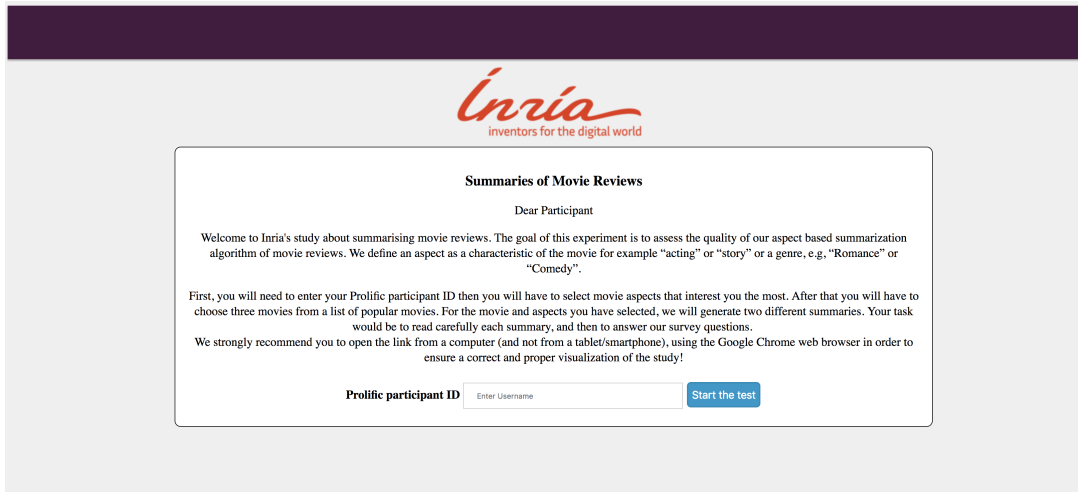 Inría
inventors for the digital world
Summaries of Movie Reviews
Dear Participant
Welcome to Inria's study about summarising movie reviews. The goal of this experiment is to assess the quality of our aspect based summarization
algorithm of movie reviews. We define an aspect as a characteristic of the movie for example “acting” or “story” or a genre, e.g, “Romance” or
“Comedy”.
First, you will need to enter your Prolific participant ID then you will have to select movie aspects that interest you the most. After that you will have to
choose three movies from a list of popular movies. For the movie and aspects you have selected, we will generate two different summaries. Your task
would be to read carefully each summary, and then to answer our survey questions.
We strongly recommend you to open the link from a computer (and not from a tablet/smartphone), using the Google Chrome web browser in order to
ensure a correct and proper visualization of the study!
Prolific participant ID Enter Username Start the test